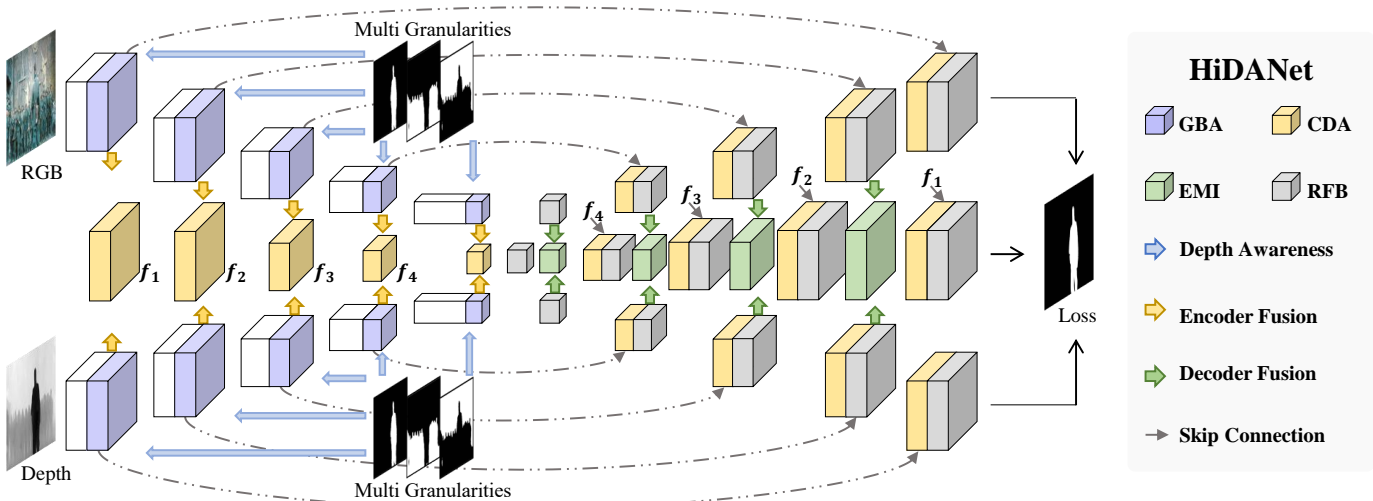 Multi Granularities
RGB
f1
f2
f3
f4
f4
f3
f2
f1
Loss
Depth
Multi Granularities
HiDANet
GBA
CDA
EMI
RFB
Depth Awareness
Encoder Fusion
Decoder Fusion
Skip Connection